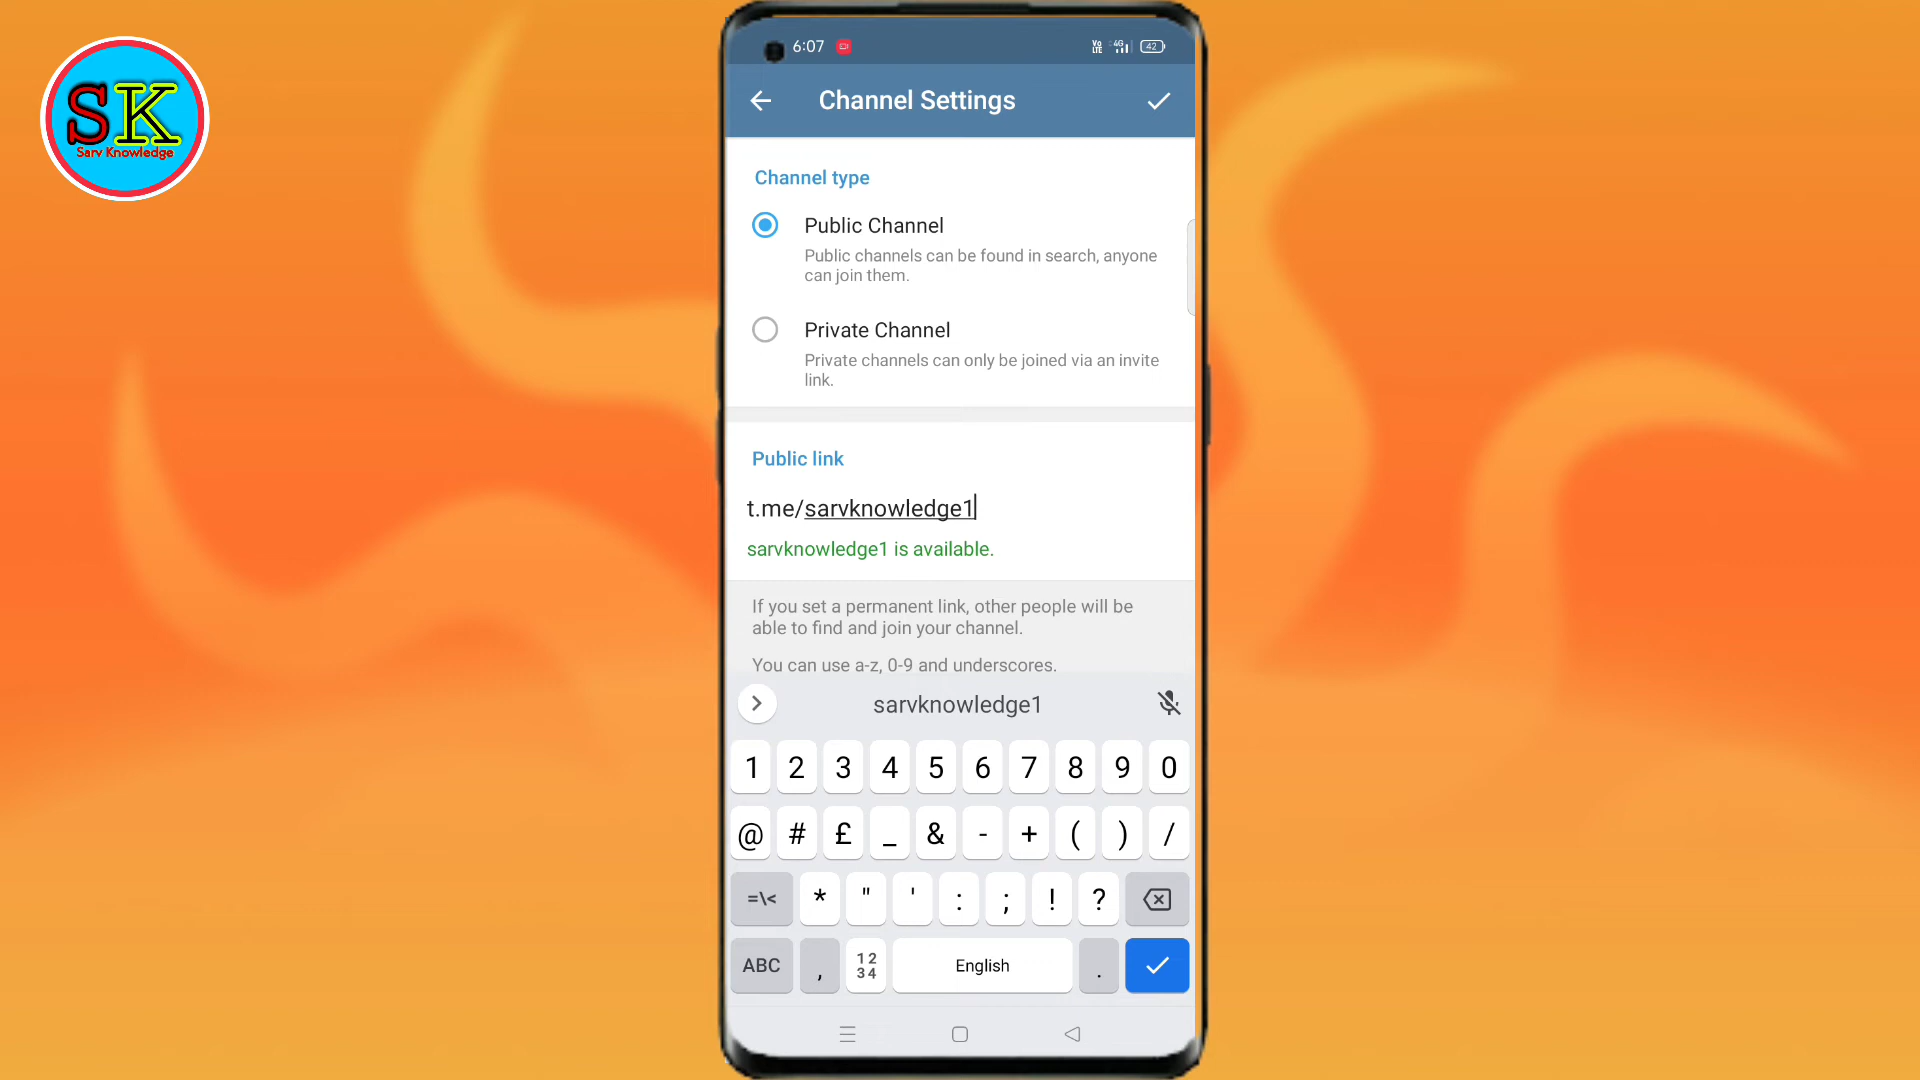 SK
Sarv Knowledge
6:07
Vo LTE 4G 42
Channel Settings
Channel type
Public Channel
Public channels can be found in search, anyone
can join them.
Private Channel
Private channels can only be joined via an invite
link.
Public link
t.me/sarvknowledge1
sarvknowledge1 is available.
If you set a permanent link, other people will be
able to find and join your channel.
You can use a-z, 0-9 and underscores.
sarvknowledge1
1 2 3 4 5 6 7 8 9 0
@ # £ _ & - + ( ) /
=\< * " ' : ; ! ?
ABC , 12 34 English .